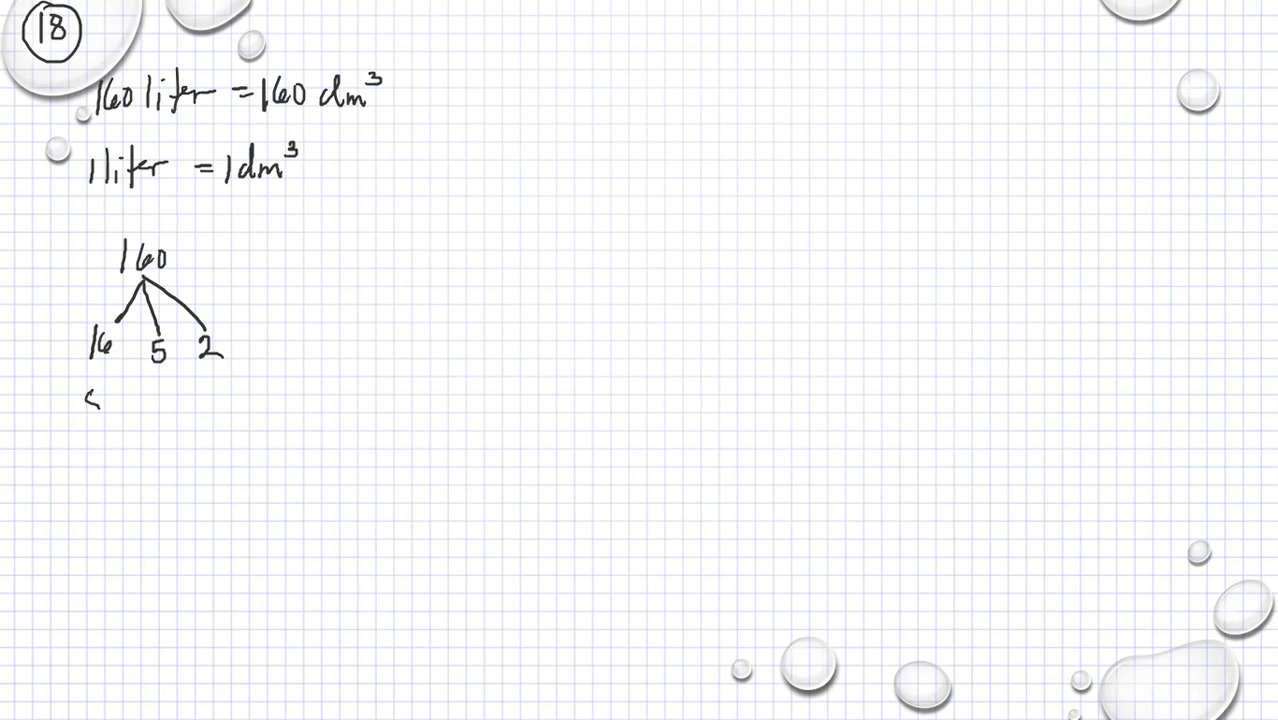 18
160 liter = 160 dm³
1 liter = 1 dm³
160
16 5 2